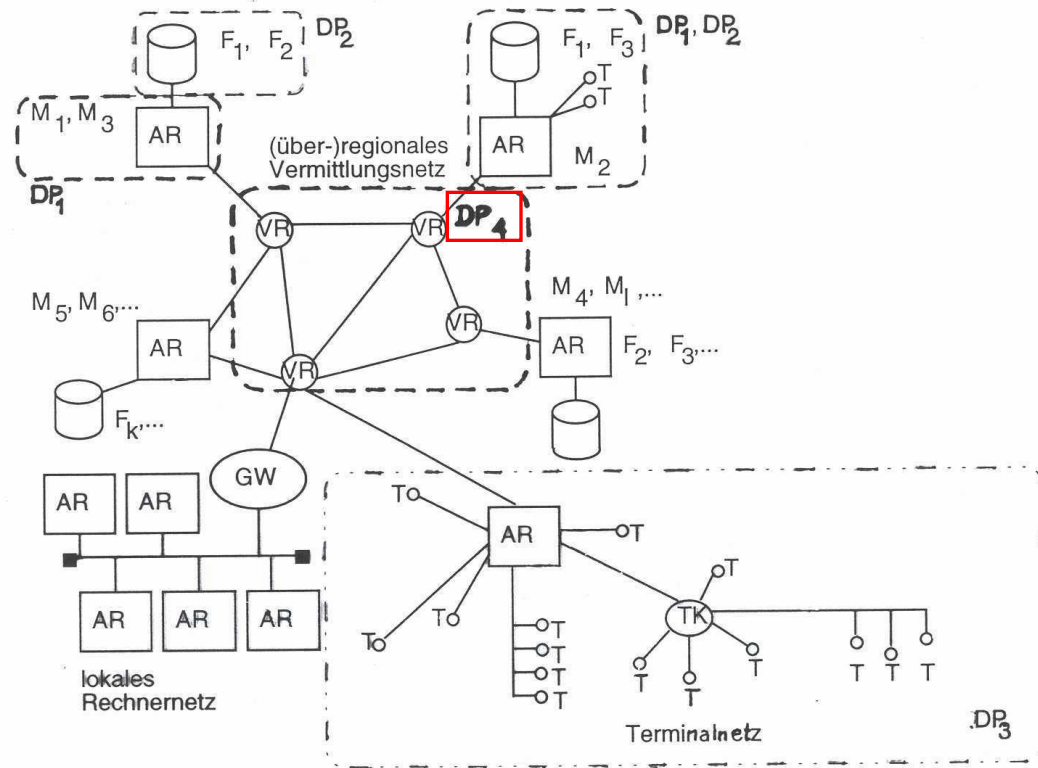 F1, F2
DP2
F1, F3
DP1, DP2
T
T
M1, M3
AR
AR
M2
(über-)regionales
Vermittlungsnetz
DP1
VR
VR
DP4
M5, M6,...
M4, Ml,...
VR
AR
AR
F2, F3,...
VR
Fk,...
GW
AR
AR
T
AR
T
T
TK
AR
AR
AR
T
T
T
T
T
T
T
T
T
T
T
T
T
lokales
Rechnernetz
Terminalnetz
DP3